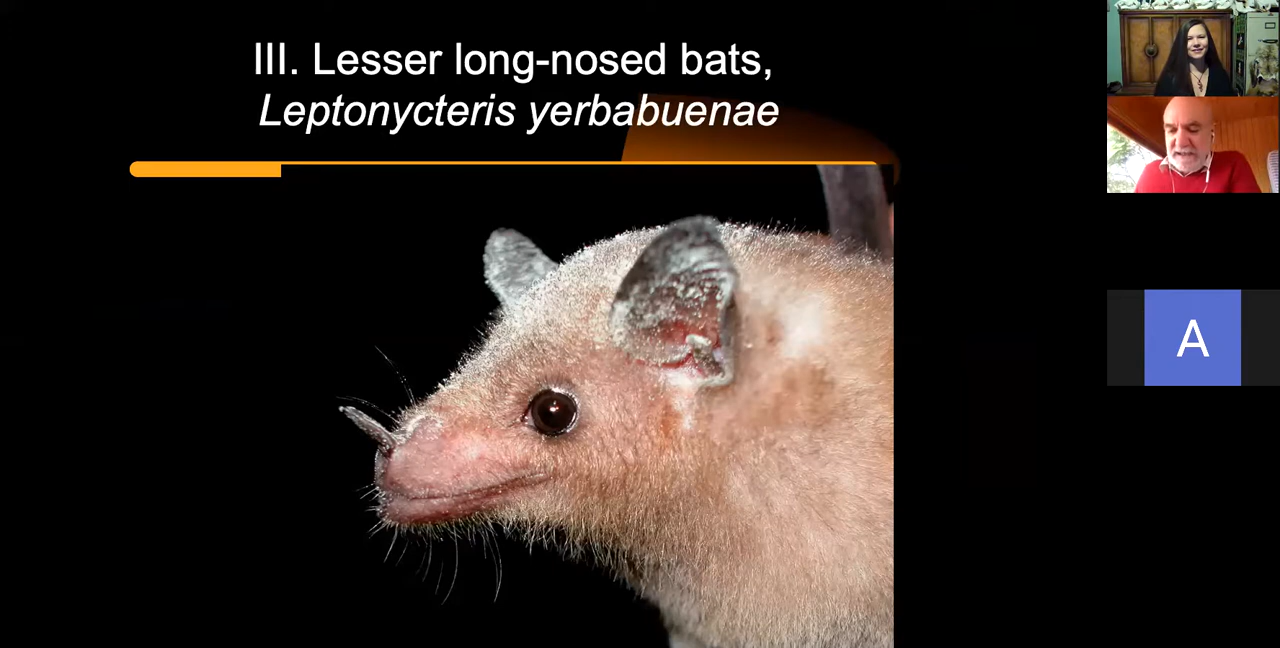 III. Lesser long-nosed bats,
Leptonycteris yerbabuenae
A